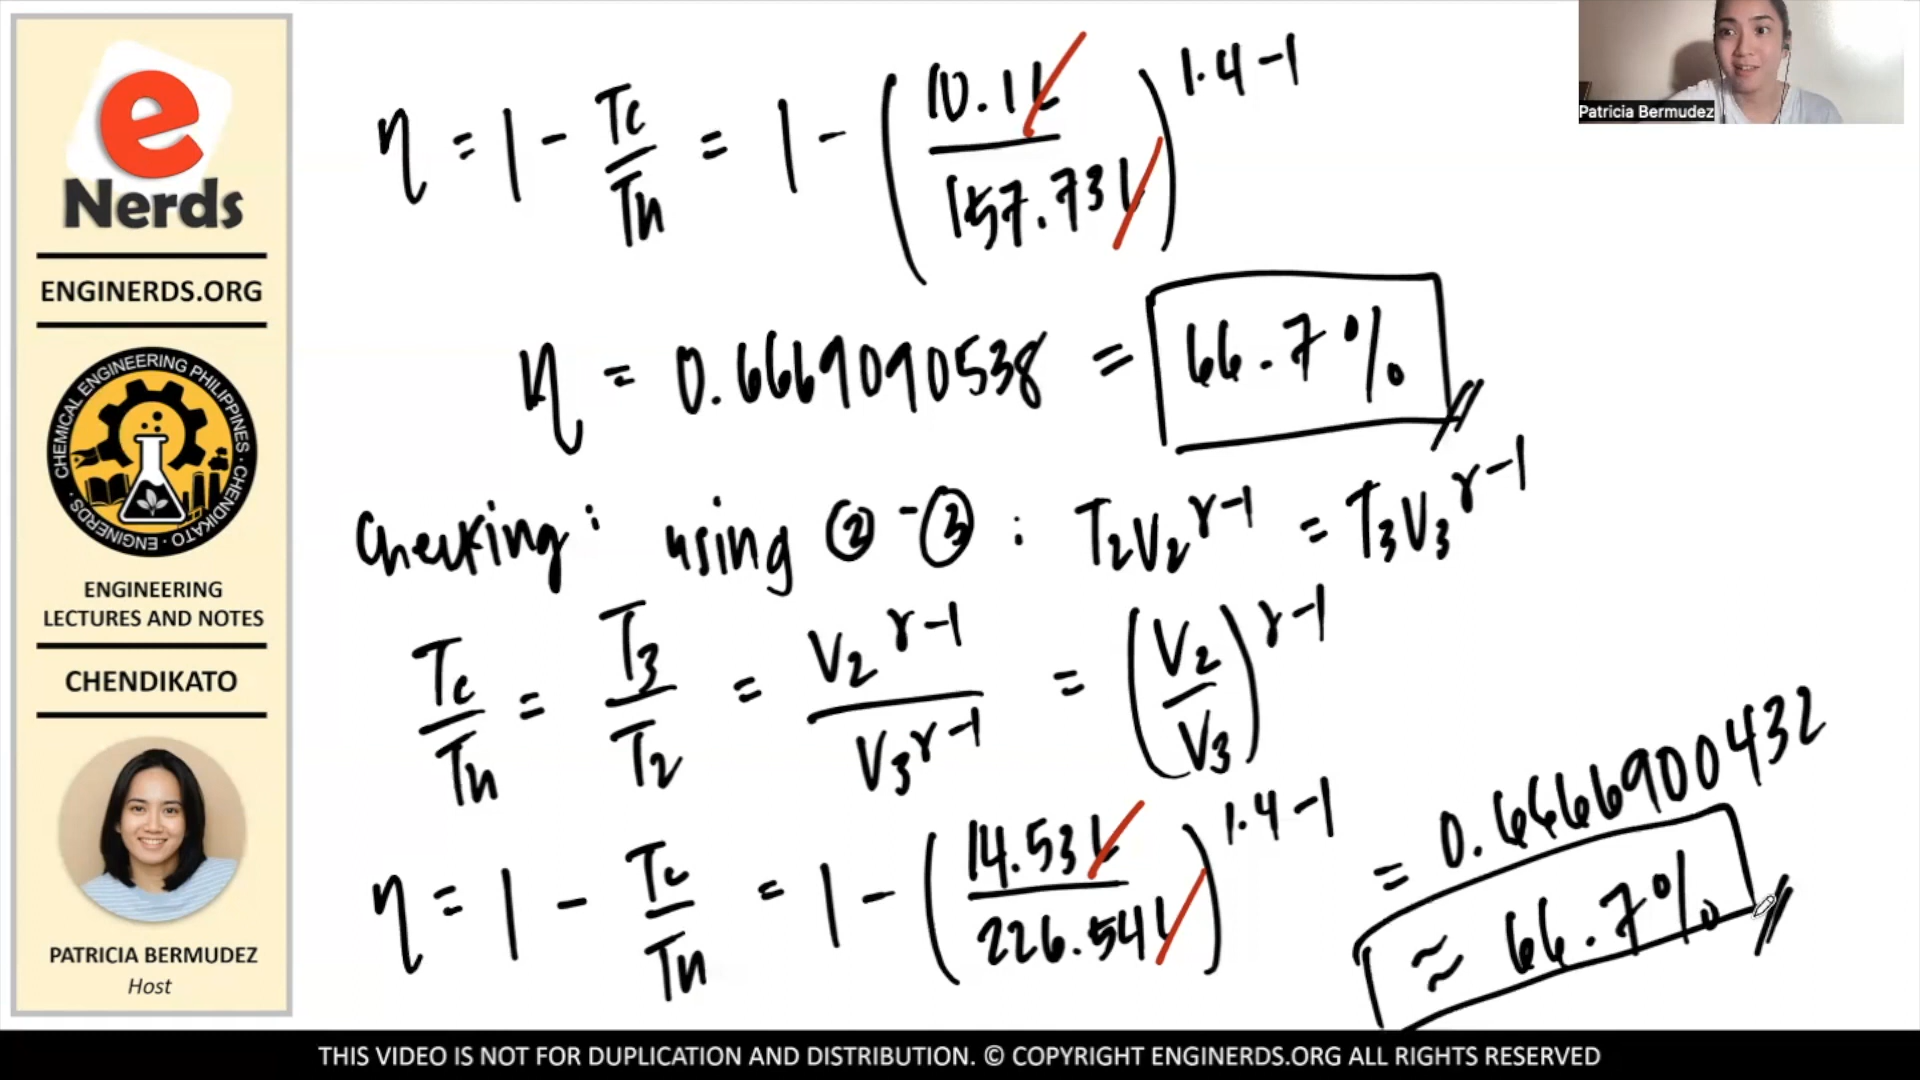 e
Nerds
ENGINERDS.ORG
CHEMICAL ENGINEERING PHILIPPINES · CHENDIKATO · ENGINERDS ·
ENGINEERING
LECTURES AND NOTES
CHENDIKATO
PATRICIA BERMUDEZ
Host
Patricia Bermudez
η = 1 - Tc/TH = 1 - (10.1L/157.73L)^1.4-1
η = 0.6669090538 = 66.7%
Checking: using ② - ③ : T2V2^γ-1 = T3V3^γ-1
Tc/TH = T3/T2 = V2^γ-1/V3^γ-1 = (V2/V3)^γ-1
η = 1 - Tc/TH = 1 - (14.53L/226.54L)^1.4-1 = 0.6666900432
≈ 66.7%
THIS VIDEO IS NOT FOR DUPLICATION AND DISTRIBUTION. © COPYRIGHT ENGINERDS.ORG ALL RIGHTS RESERVED